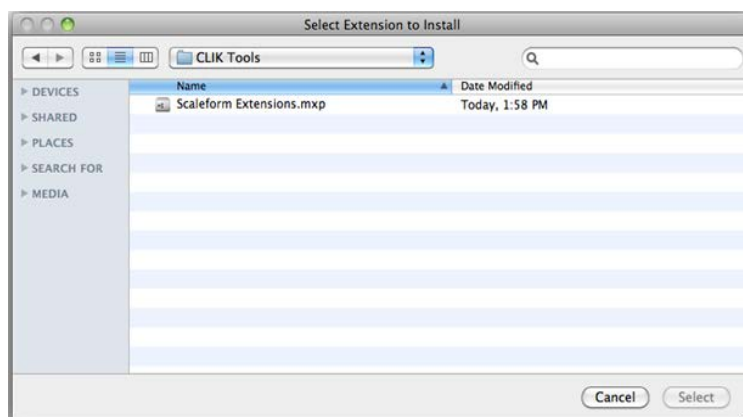 Select Extension to Install
CLIK Tools
Name Date Modified
DEVICES
Scaleform Extensions.mxp Today, 1:58 PM
SHARED
PLACES
SEARCH FOR
MEDIA
Cancel Select